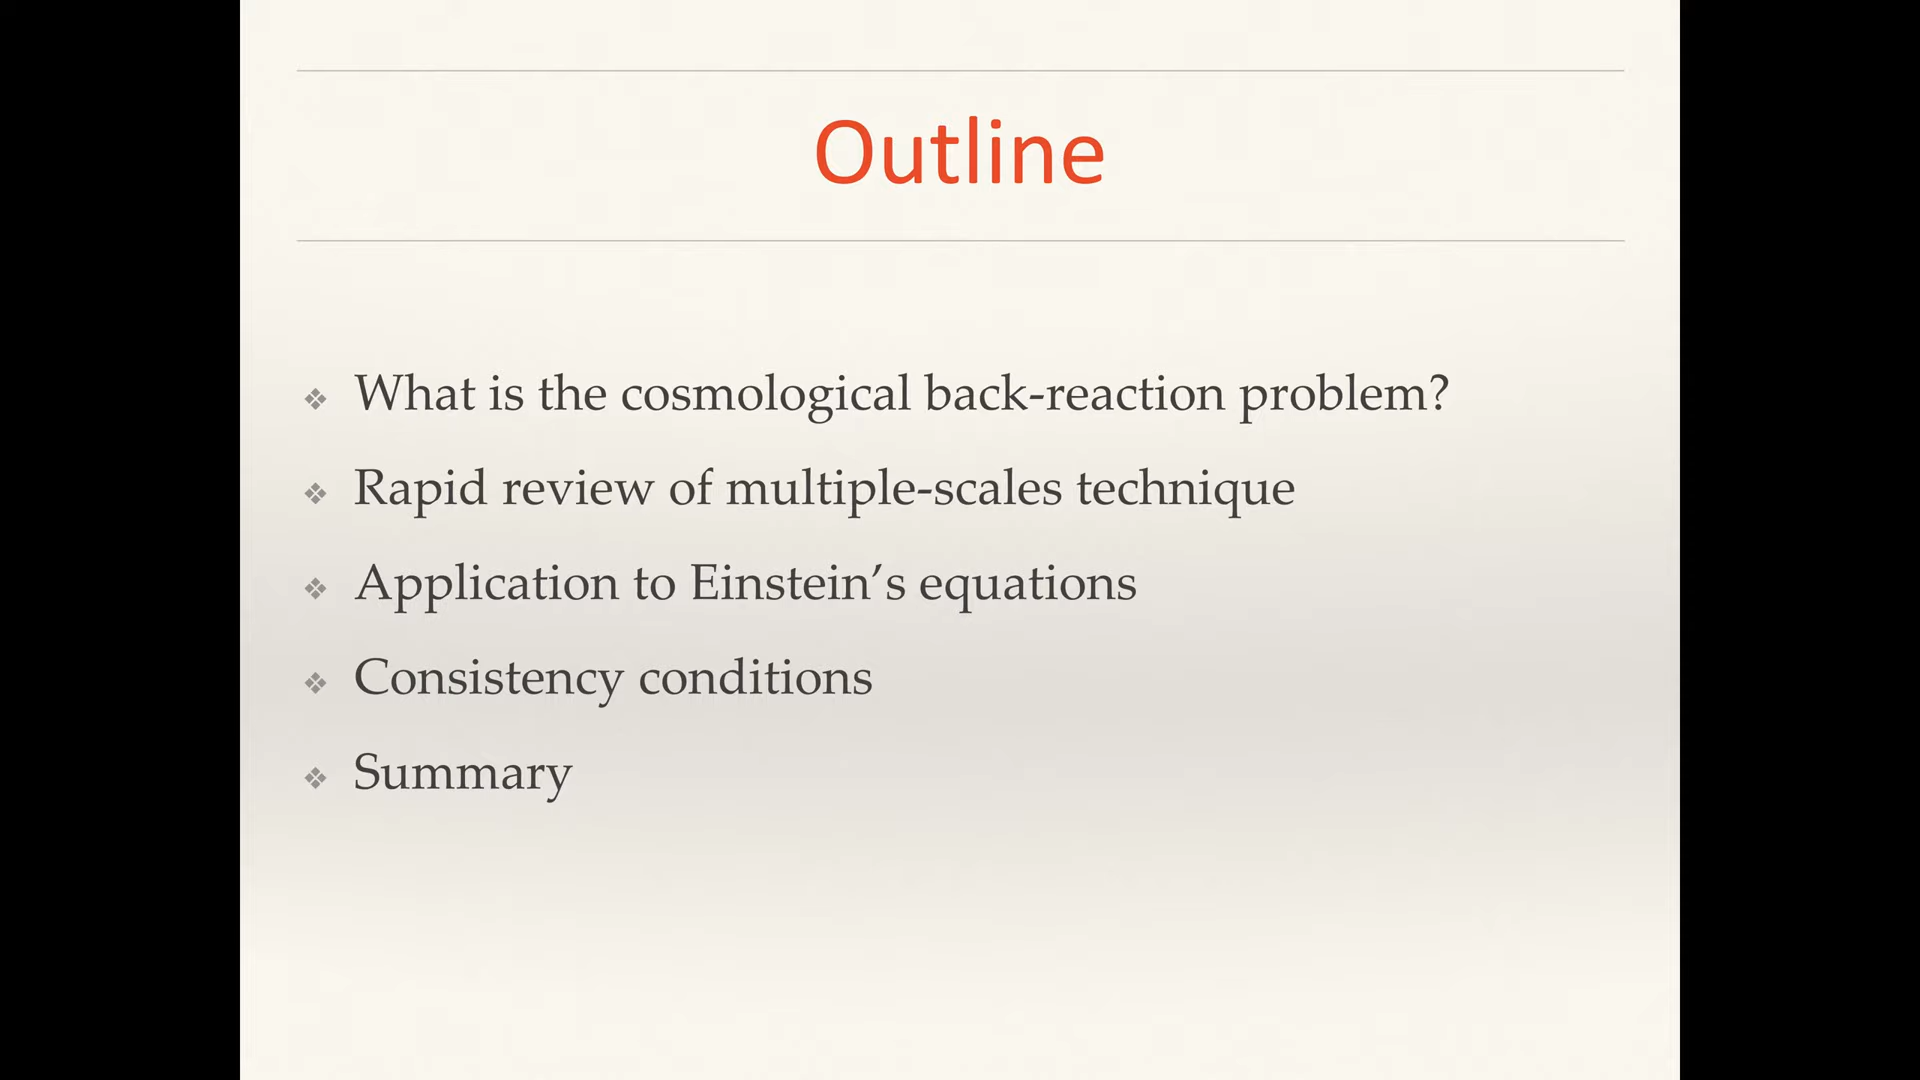 Outline
What is the cosmological back-reaction problem?
Rapid review of multiple-scales technique
Application to Einstein’s equations
Consistency conditions
Summary